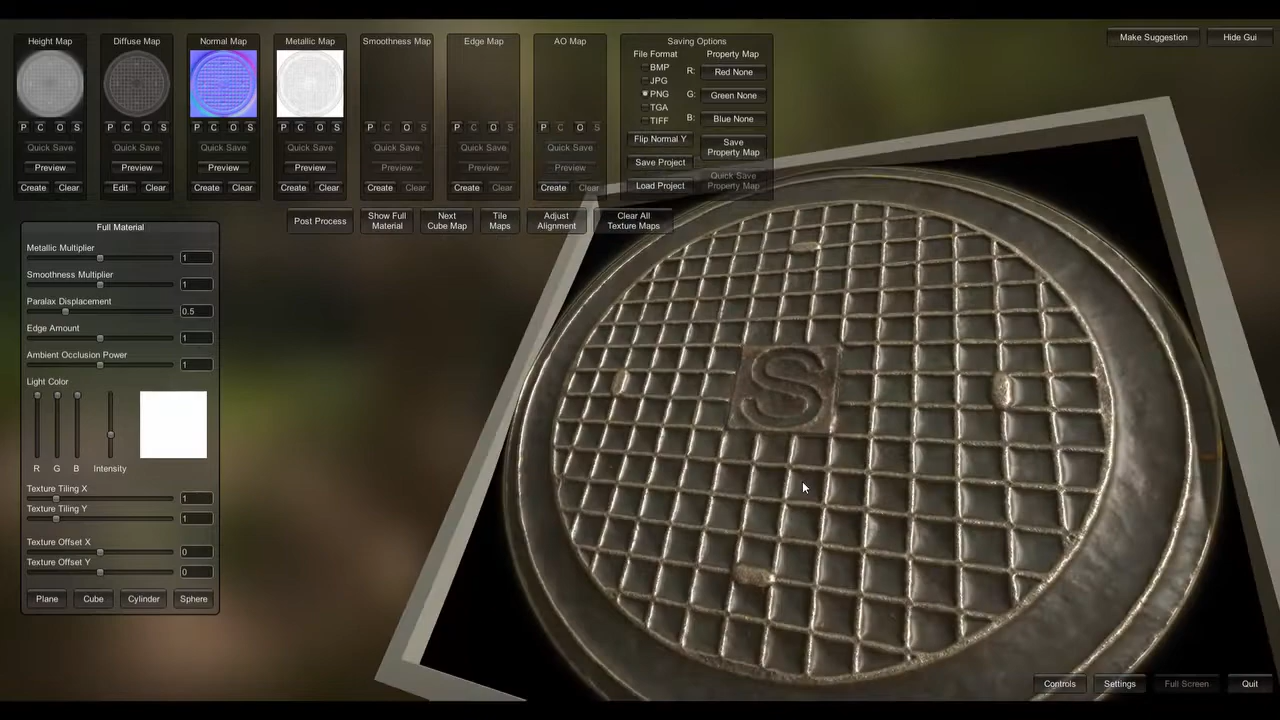 Height Map
Diffuse Map
Normal Map
Metallic Map
Smoothness Map
Edge Map
AO Map
P C O S
P C O S
P C O S
P C O S
P C O S
P C O S
P C O S
Quick Save
Quick Save
Quick Save
Quick Save
Quick Save
Quick Save
Quick Save
Preview
Preview
Preview
Preview
Preview
Preview
Preview
Create Clear
Edit Clear
Create Clear
Create Clear
Create Clear
Create Clear
Create Clear
Saving Options
File Format
BMP
JPG
PNG
TGA
TIFF
Flip Normal Y
Save Project
Load Project
Property Map
R: Red None
G: Green None
B: Blue None
Save
Property Map
Quick Save
Property Map
Make Suggestion
Hide Gui
Post Process
Show Full
Material
Next
Cube Map
Tile
Maps
Adjust
Alignment
Clear All
Texture Maps
Full Material
Metallic Multiplier
1
Smoothness Multiplier
1
Paralax Displacement
0.5
Edge Amount
1
Ambient Occlusion Power
1
Light Color
R G B Intensity
Texture Tiling X
1
Texture Tiling Y
1
Texture Offset X
0
Texture Offset Y
0
Plane
Cube
Cylinder
Sphere
S
Controls
Settings
Full Screen
Quit